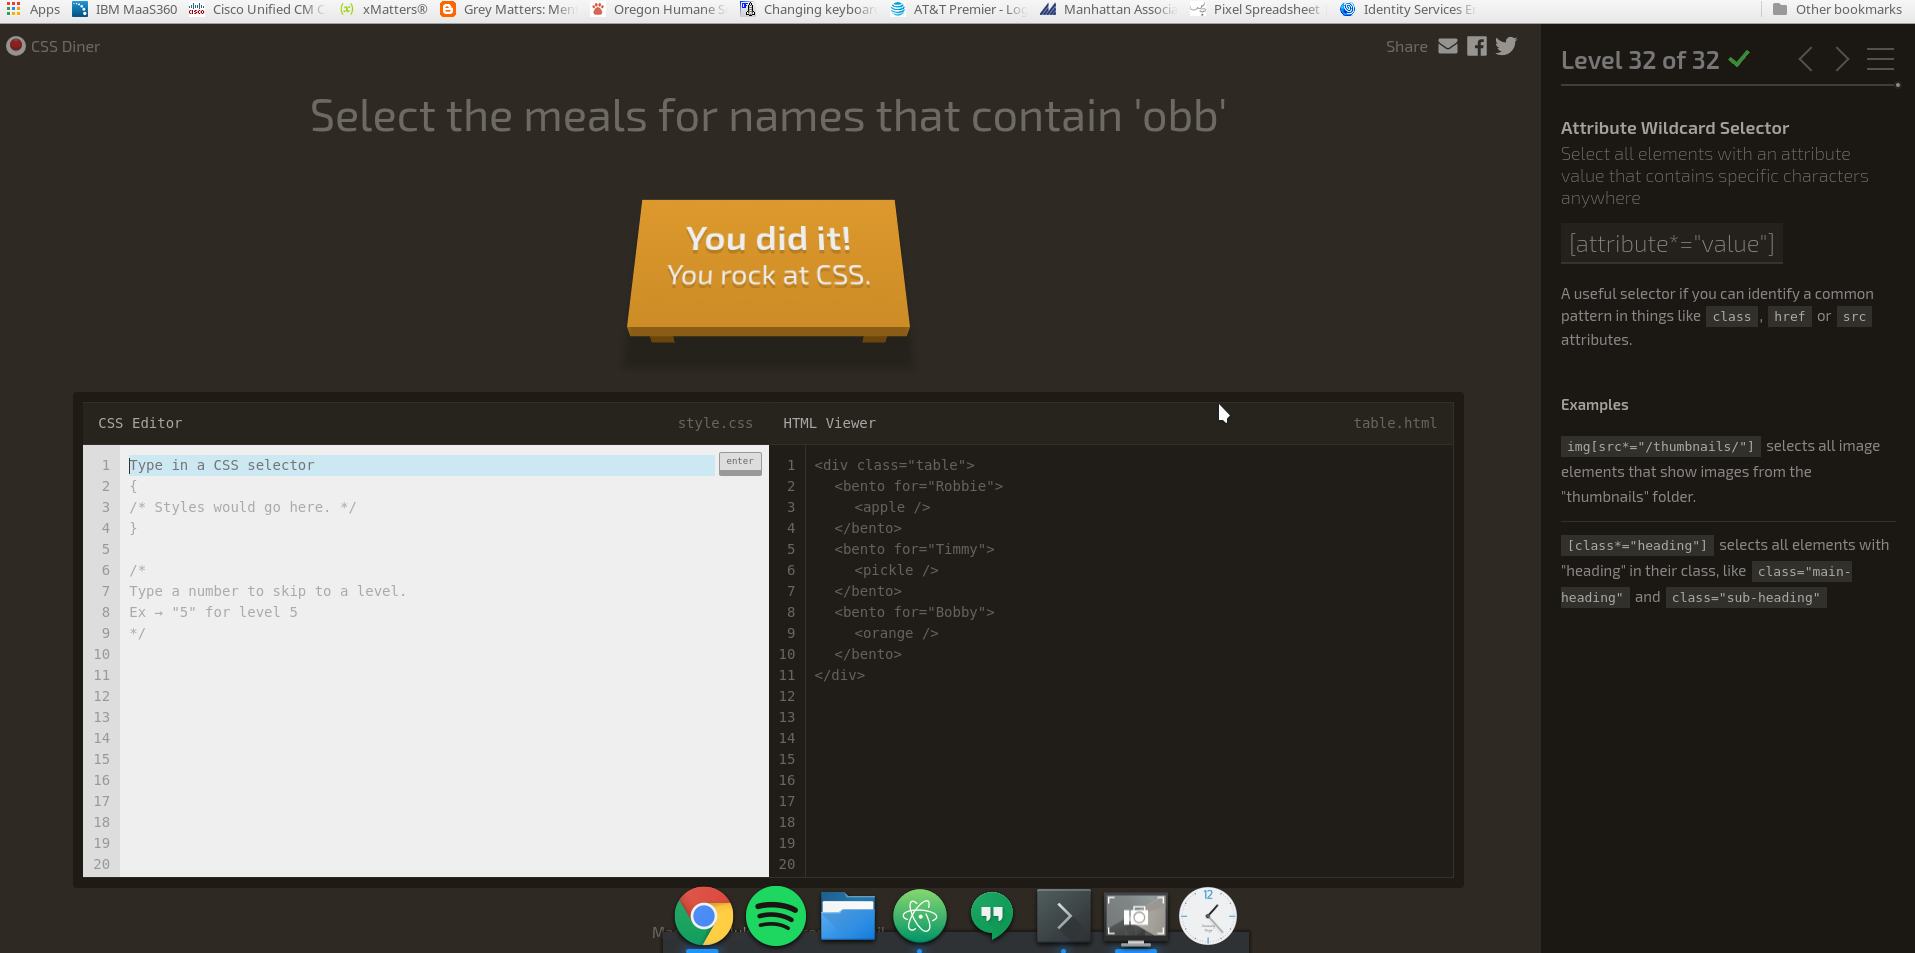 Apps IBM MaaS360 Cisco Unified CM C xMatters® Grey Matters: Men Oregon Humane S Changing keyboar AT&T Premier - Log Manhattan Associa Pixel Spreadsheet Identity Services En Other bookmarks
CSS Diner
Share
Select the meals for names that contain 'obb'
You did it!
You rock at CSS.
CSS Editor style.css
1 Type in a CSS selector enter
2 {
3 /* Styles would go here. */
4 }
5
6 /*
7 Type a number to skip to a level.
8 Ex → "5" for level 5
9 */
10
11
12
13
14
15
16
17
18
19
20
HTML Viewer table.html
1 <div class="table">
2 <bento for="Robbie">
3 <apple />
4 </bento>
5 <bento for="Timmy">
6 <pickle />
7 </bento>
8 <bento for="Bobby">
9 <orange />
10 </bento>
11 </div>
12
13
14
15
16
17
18
19
20
Level 32 of 32
Attribute Wildcard Selector
Select all elements with an attribute
value that contains specific characters
anywhere
[attribute*="value"]
A useful selector if you can identify a common
pattern in things like class, href or src
attributes.
Examples
img[src*="/thumbnails/"] selects all image
elements that show images from the
"thumbnails" folder.
[class*="heading"] selects all elements with
"heading" in their class, like class="main-
heading" and class="sub-heading"
12